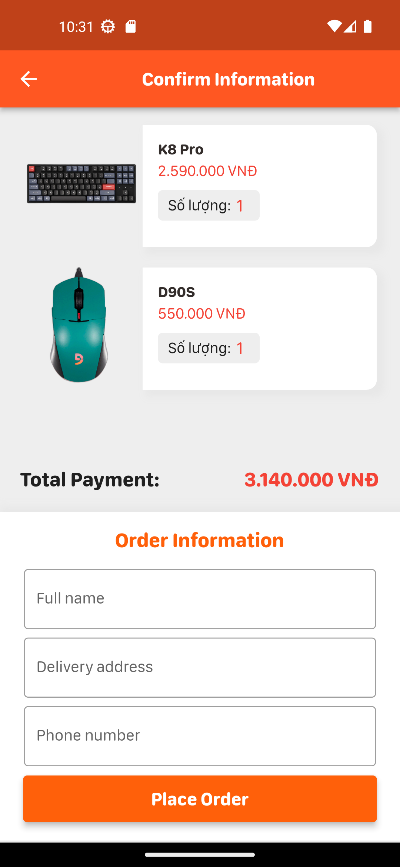 10:31
Confirm Information
K8 Pro
2.590.000 VNĐ
Số lượng: 1
D90S
550.000 VNĐ
Số lượng: 1
Total Payment: 3.140.000 VNĐ
Order Information
Full name
Delivery address
Phone number
Place Order